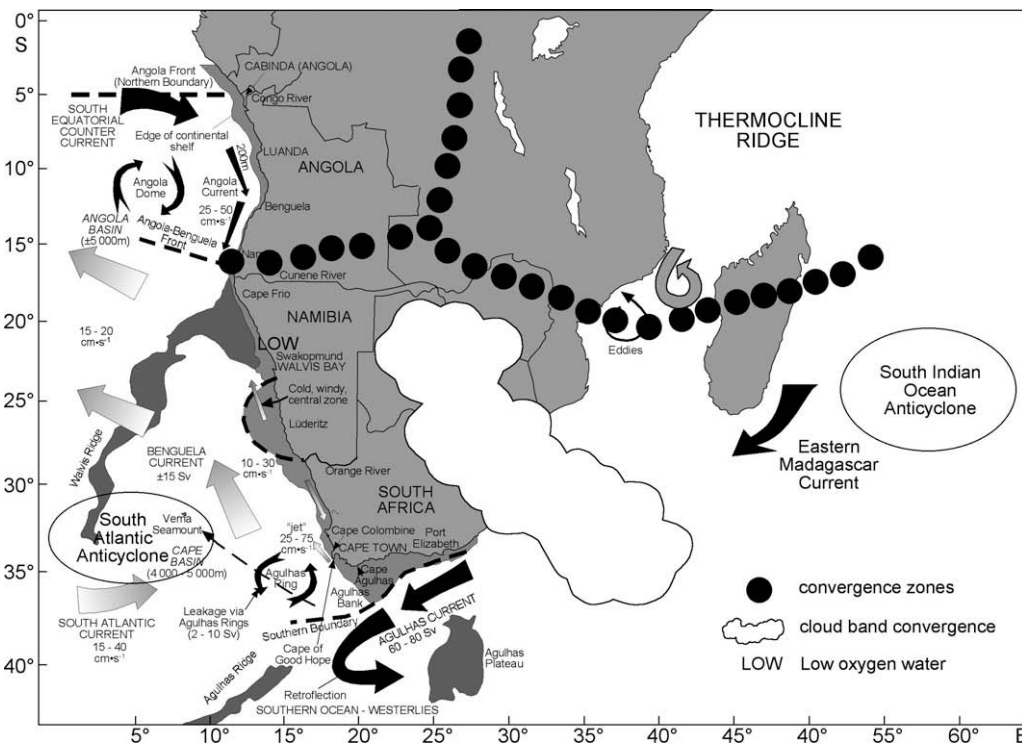 0°
S
5°
10°
15°
20°
25°
30°
35°
40°
Angola Front
(Northern Boundary)
CABINDA (ANGOLA)
Congo River
SOUTH
EQUATORIAL
COUNTER
CURRENT
Edge of continental
shelf
200m
LUANDA
ANGOLA
THERMOCLINE
RIDGE
Angola
Dome
Angola
Current
25 - 50
cm•s⁻¹
Benguela
ANGOLA
BASIN
(±5 000m)
Angola-Benguela
Front
Cunene River
Cape Frio
NAMIBIA
15 - 20
cm•s⁻¹
LOW
Swakopmund
WALVIS BAY
Eddies
Cold, windy,
central zone
Lüderitz
South Indian
Ocean
Anticyclone
Eastern
Madagascar
Current
Walvis Ridge
BENGUELA
CURRENT
±15 Sv
10 - 30
cm•s⁻¹
Orange River
SOUTH
AFRICA
South
Atlantic
Anticyclone
Vema
Seamount
CAPE
BASIN
(4 000 - 5 000m)
"jet"
25 - 75
cm•s⁻¹
Cape Colombine
CAPE TOWN
Port
Elizabeth
Cape
Agulhas
Agulhas
Bank
Agulhas
Ring
Leakage via
Agulhas Rings
(2 - 10 Sv)
SOUTH ATLANTIC
CURRENT
15 - 40
cm•s⁻¹
Southern Boundary
AGULHAS CURRENT
60 - 80 Sv
Cape of
Good Hope
Agulhas
Plateau
Agulhas Ridge
Retroflection
SOUTHERN OCEAN - WESTERLIES
convergence zones
cloud band convergence
LOW Low oxygen water
5° 10° 15° 20° 25° 30° 35° 40° 45° 50° 55° 60° E